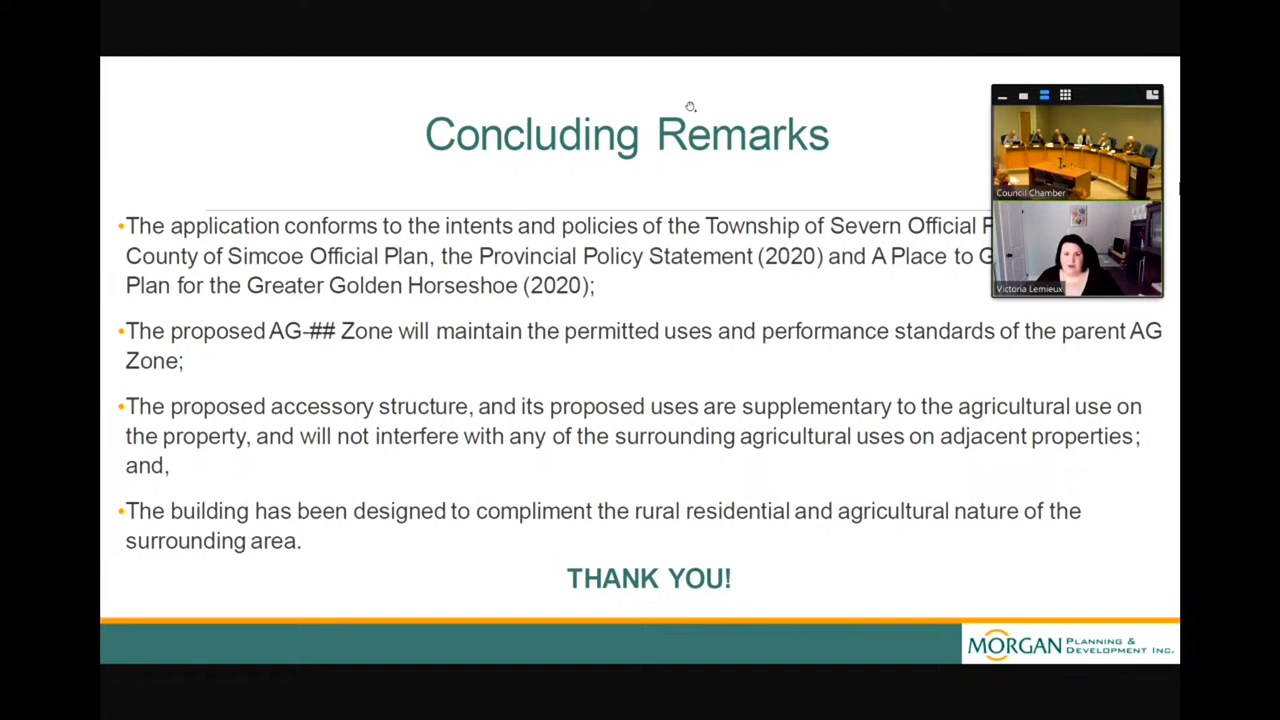 Concluding Remarks
Council Chamber
•The application conforms to the intents and policies of the Township of Severn Official
County of Simcoe Official Plan, the Provincial Policy Statement (2020) and A Place to
Victoria Lemieux
Plan for the Greater Golden Horseshoe (2020);
•The proposed AG-## Zone will maintain the permitted uses and performance standards of the parent AG
Zone;
•The proposed accessory structure, and its proposed uses are supplementary to the agricultural use on
the property, and will not interfere with any of the surrounding agricultural uses on adjacent properties;
and,
•The building has been designed to compliment the rural residential and agricultural nature of the
surrounding area.
THANK YOU!
MORGAN PLANNING &
DEVELOPMENT INC.